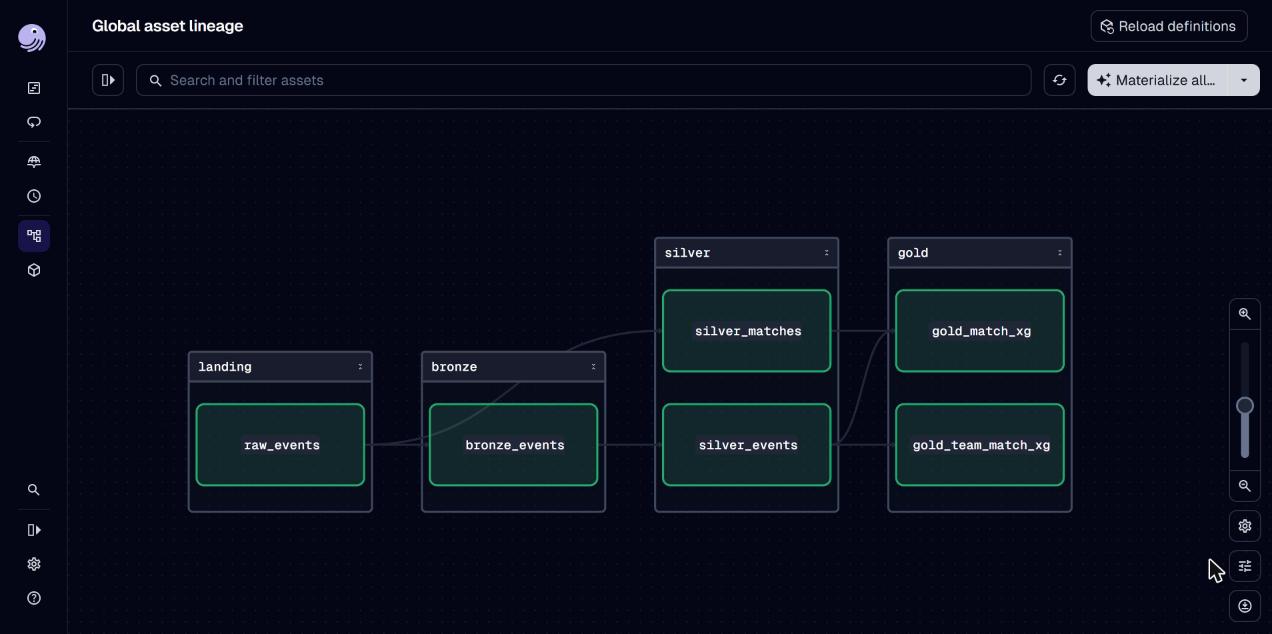 Global asset lineage
Reload definitions
Search and filter assets
Materialize all...
silver
gold
silver_matches
gold_match_xg
landing
bronze
raw_events
bronze_events
silver_events
gold_team_match_xg